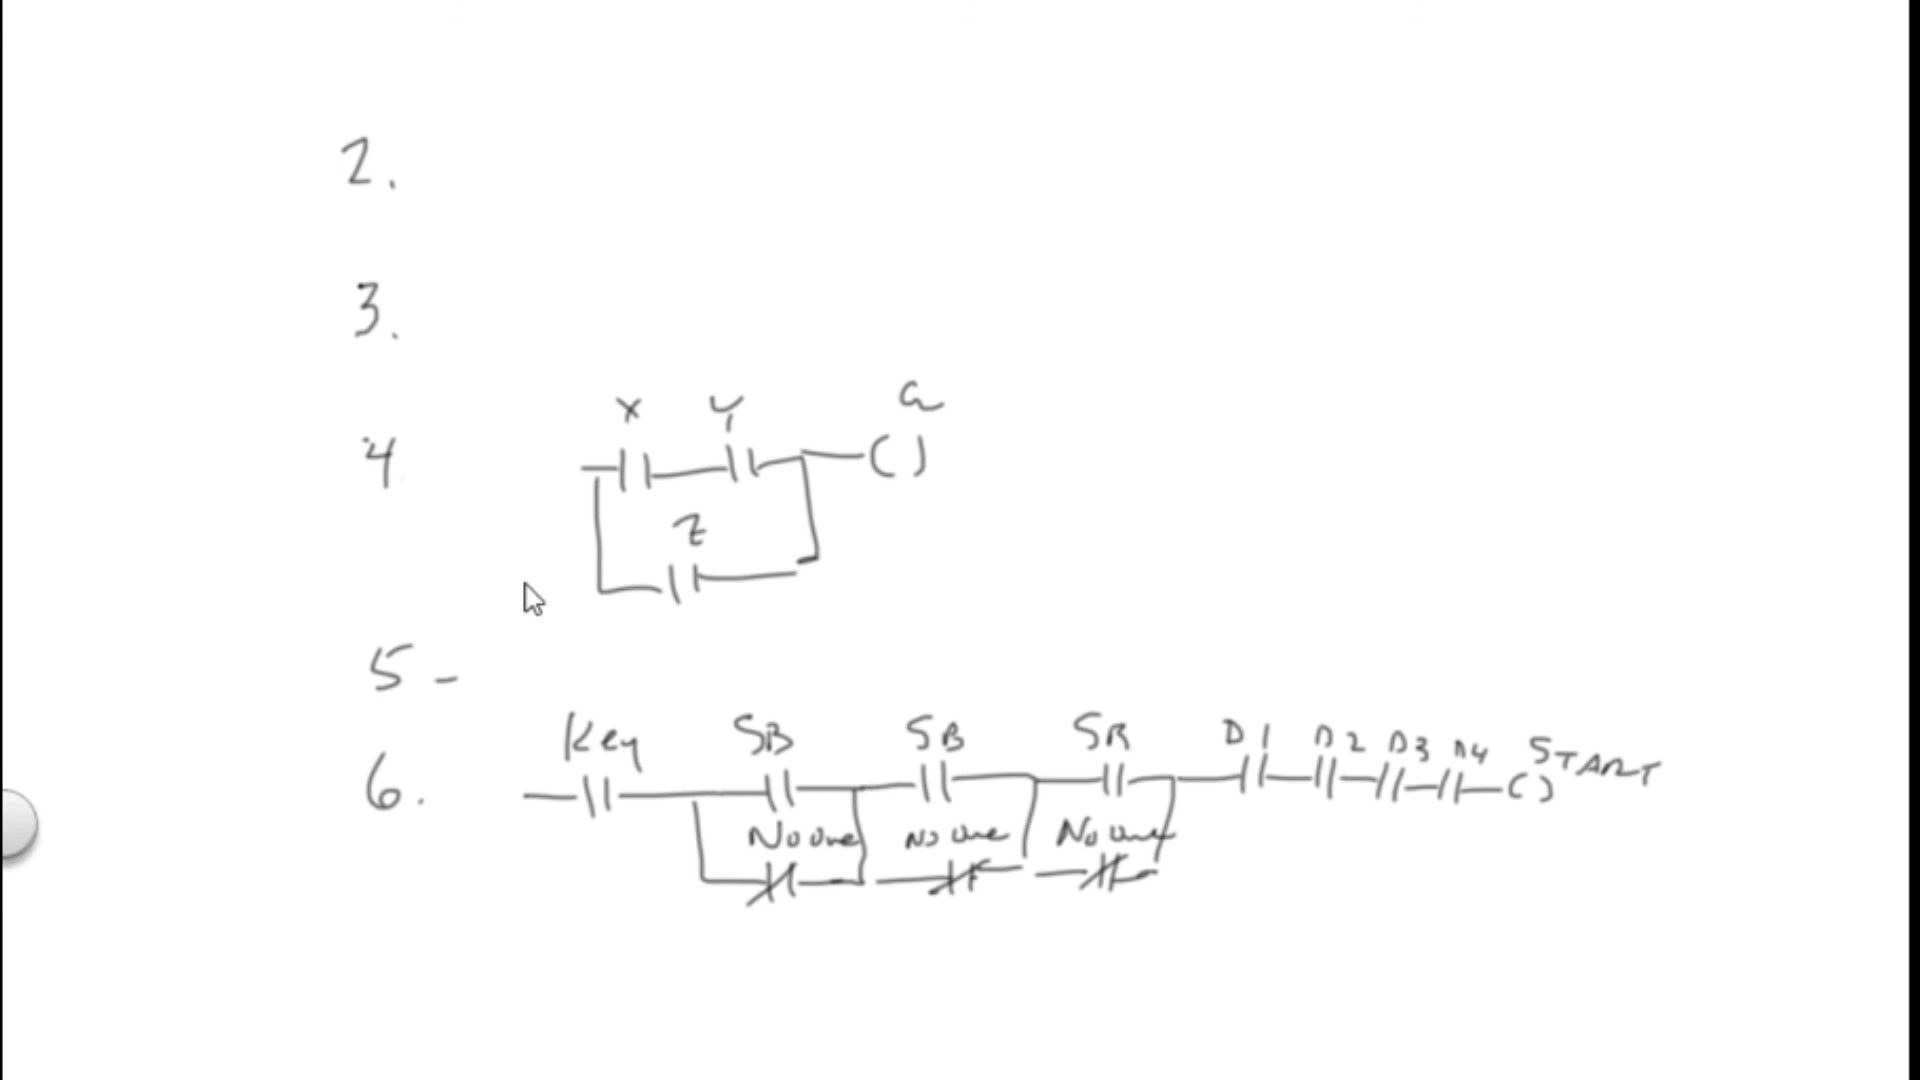 2.
3.
X Y G
4
Z
5 -
Key SB SB SB D1 D2 D3 D4 START
6.
No one No one No one